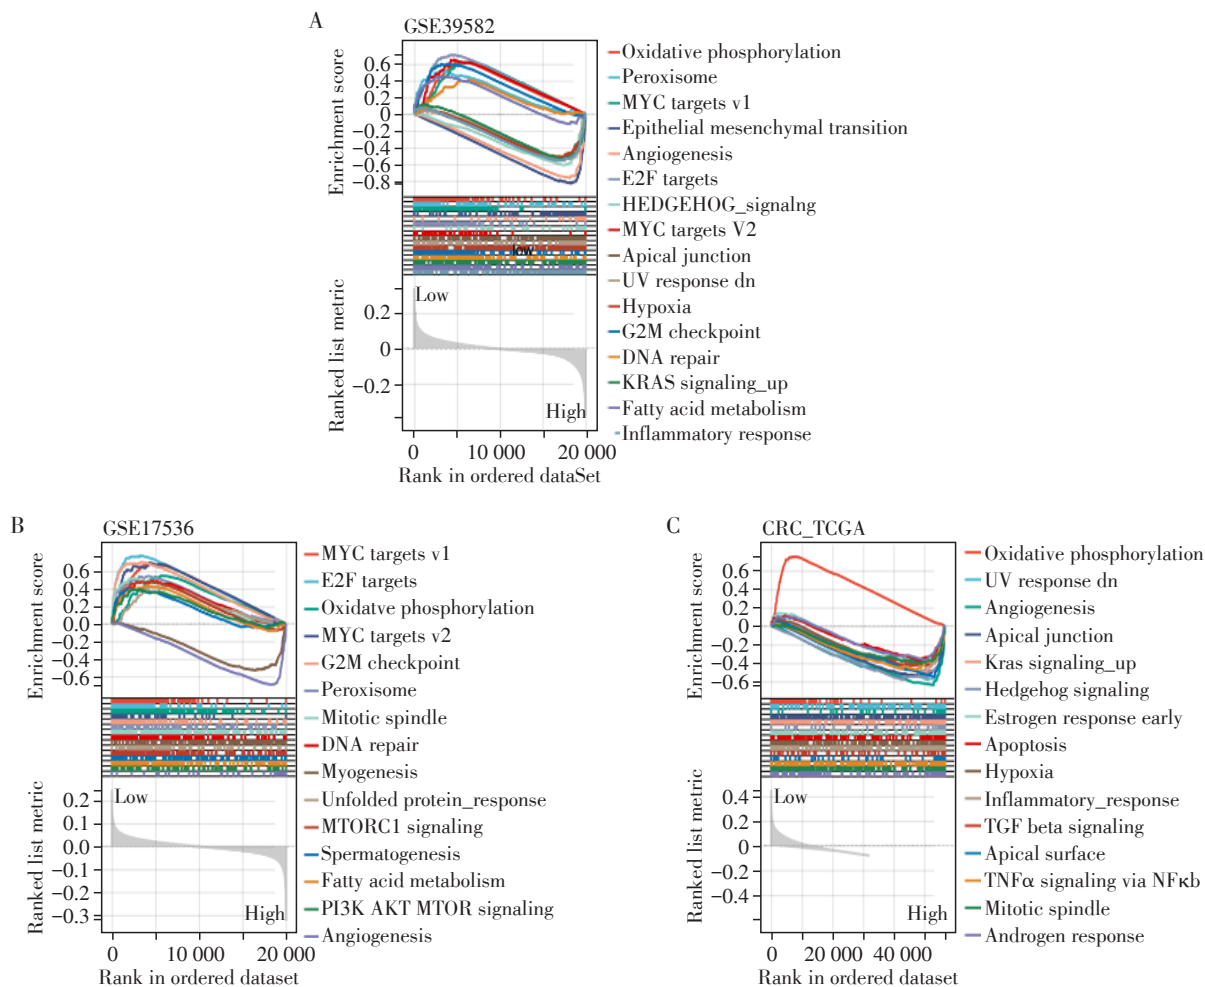 A
GSE39582
Enrichment score
0.6
0.4
0.2
0
−0.2
−0.4
−0.6
−0.8
low
Ranked list metric
Low
0.2
0
−0.2
High
0 10 000 20 000
Rank in ordered dataSet
Oxidative phosphorylation
Peroxisome
MYC targets v1
Epithelial mesenchymal transition
Angiogenesis
E2F targets
HEDGEHOG_signalng
MYC targets V2
Apical junction
UV response dn
Hypoxia
G2M checkpoint
DNA repair
KRAS signaling_up
Fatty acid metabolism
Inflammatory response
B
GSE17536
Enrichment score
0.6
0.4
0.2
0
−0.2
−0.4
−0.6
Ranked list metric
Low
0.2
0.1
0.0
−0.1
−0.2
−0.3
High
0 10 000 20 000
Rank in ordered dataset
MYC targets v1
E2F targets
Oxidatve phosphorylation
MYC targets v2
G2M checkpoint
Peroxisome
Mitotic spindle
DNA repair
Myogenesis
Unfolded protein_response
MTORC1 signaling
Spermatogenesis
Fatty acid metabolism
PI3K AKT MTOR signaling
Angiogenesis
C
CRC_TCGA
Enrichment score
0.6
0.4
0.2
0
−0.2
−0.4
−0.6
Ranked list metric
Low
0.4
0.2
0
−0.2
−0.4
High
0 20 000 40 000
Rank in ordered dataset
Oxidative phosphorylation
UV response dn
Angiogenesis
Apical junction
Kras signaling_up
Hedgehog signaling
Estrogen response early
Apoptosis
Hypoxia
Inflammatory_response
TGF beta signaling
Apical surface
TNFα signaling via NFκb
Mitotic spindle
Androgen response